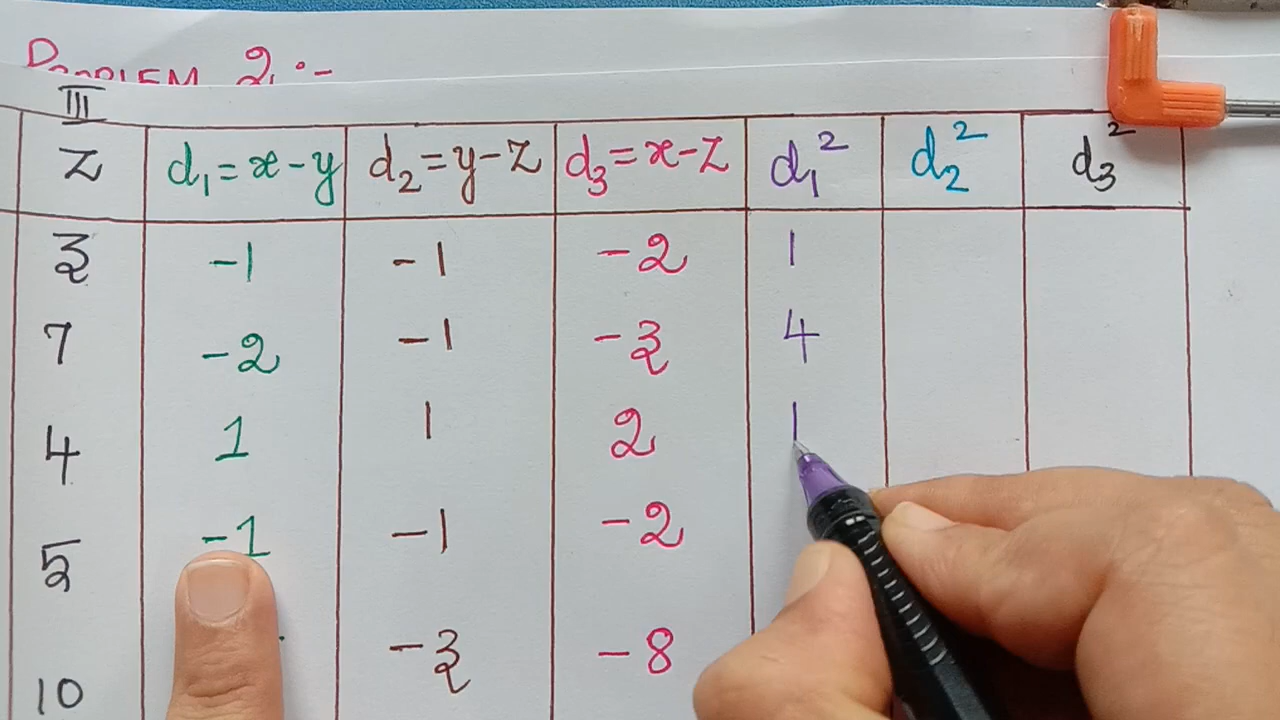 PROBLEM 2:-
III
Z d₁=x-y d₂=y-z d₃=x-z d₁² d₂² d₃²
3 -1 -1 -2 1
7 -2 -1 -3 4
4 1 1 2 1
5 -1 -1 -2
10 -3 -8